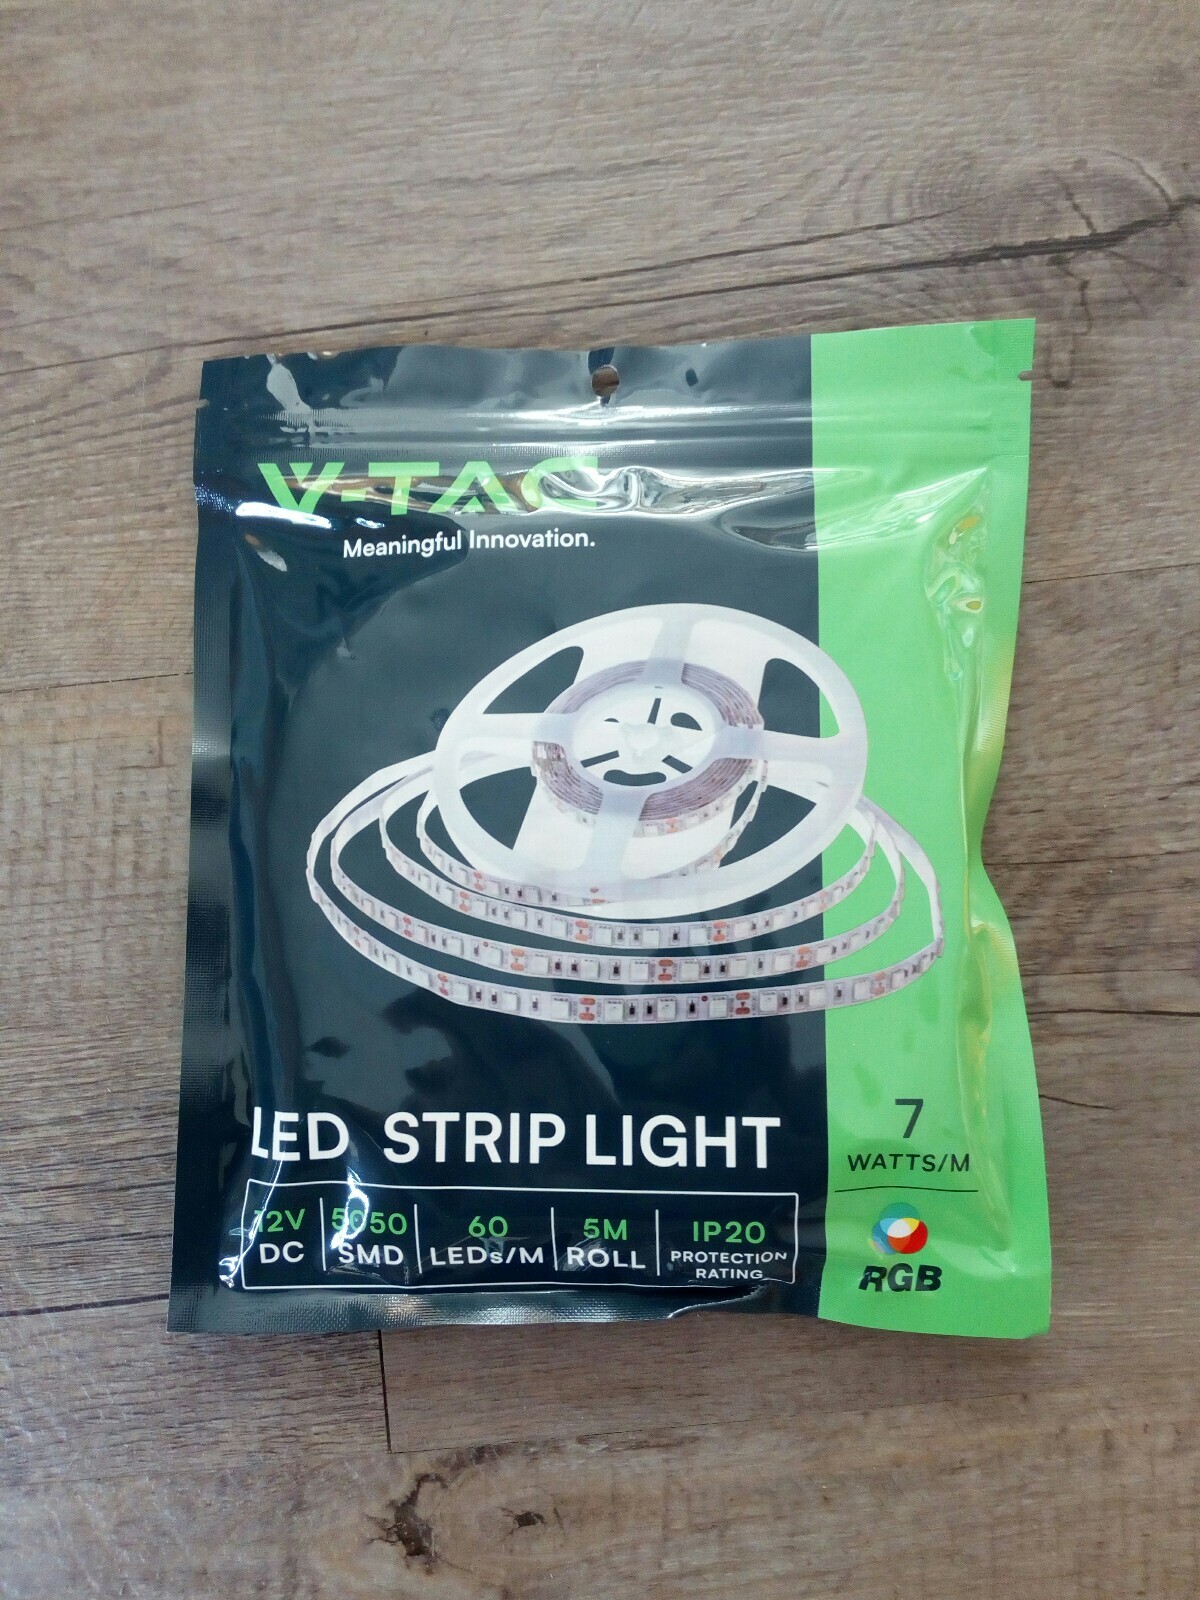 V-TAC
Meaningful Innovation.
LED STRIP LIGHT
12V DC
5050 SMD
60 LEDs/M
5M ROLL
IP20 PROTECTION RATING
7
WATTS/M
RGB